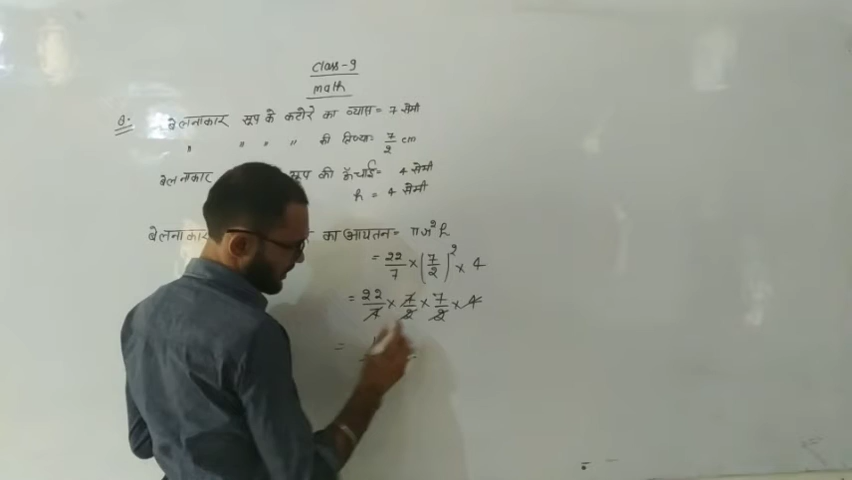 Class-9
math
Q. बेलनाकार सूप के कटोरे का व्यास = 7 सेमी
" " " " की त्रिज्या = 7/2 cm
बेलनाकार सूप की ऊँचाई = 4 सेमी
h = 4 सेमी
बेलनाकार का आयतन = πr²h
= 22/7 × (7/2)² × 4
= 22/7 × 7/2 × 7/2 × 4
=